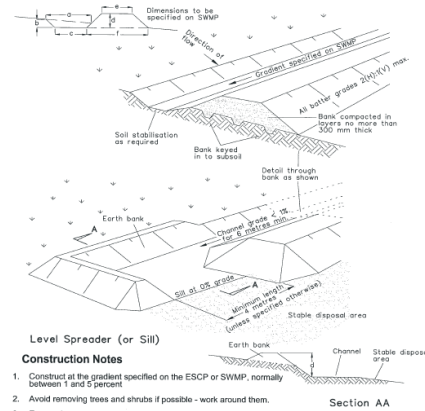 e
a
d
b
c
f
Dimensions to be
specified on SWMP
Direction of
flow
Gradient specified on SWMP
All batter grades 2(H):1(V) max.
Soil stabilisation
as required
Bank compacted in
layers no more than
300 mm thick
Bank keyed
in to subsoil
Detail through
bank as shown
Earth bank
A
Channel grade < 1%
for 6 metres min.
Sill at 0% grade
A
Minimum length
4 metres
(unless specified otherwise)
Stable disposal area
Level Spreader (or Sill)
Earth bank
Channel
Stable dispos
d
Construction Notes
area
1. Construct at the gradient specified on the ESCP or SWMP, normally
between 1 and 5 percent
2. Avoid removing trees and shrubs if possible - work around them.
Section AA